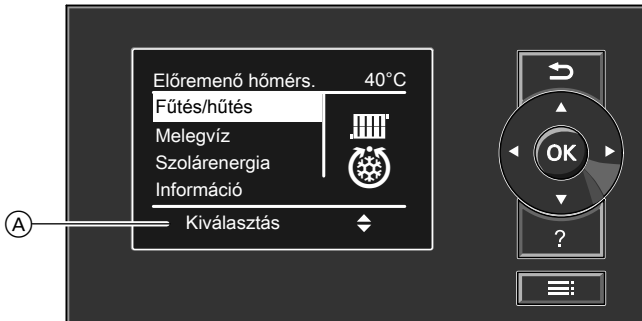 Előremenő hőmérs. 40°C
Fűtés/hűtés
Melegvíz
Szolárenergia
Információ
Kiválasztás
A
OK
?